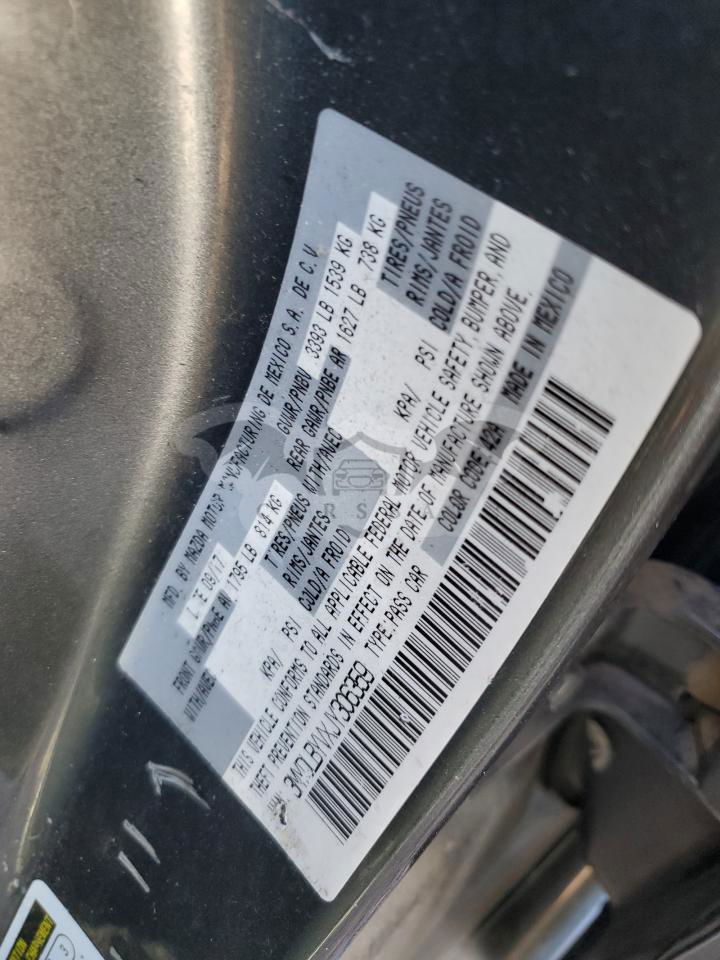 MFD. BY MAZDA MOTOR MANUFACTURING DE MEXICO S.A. DE C.V.
09/17 GVWR/PNBV 3393 LB 1539 KG
FRONT GAWR/PNBE AV 1795 LB 814 KG REAR GAWR/PNBE AR 1627 LB 738 KG
WITH/AVEC TIRES/PNEUS WITH/AVEC TIRES/PNEUS
RIMS/JANTES RIMS/JANTES
KPA/ PSI COLD/A FROID KPA/ PSI COLD/A FROID
THIS VEHICLE CONFORMS TO ALL APPLICABLE FEDERAL MOTOR VEHICLE SAFETY, BUMPER, AND
THEFT PREVENTION STANDARDS IN EFFECT ON THE DATE OF MANUFACTURE SHOWN ABOVE.
TYPE:PASS CAR COLOR CODE 42A MADE IN MEXICO
RSA